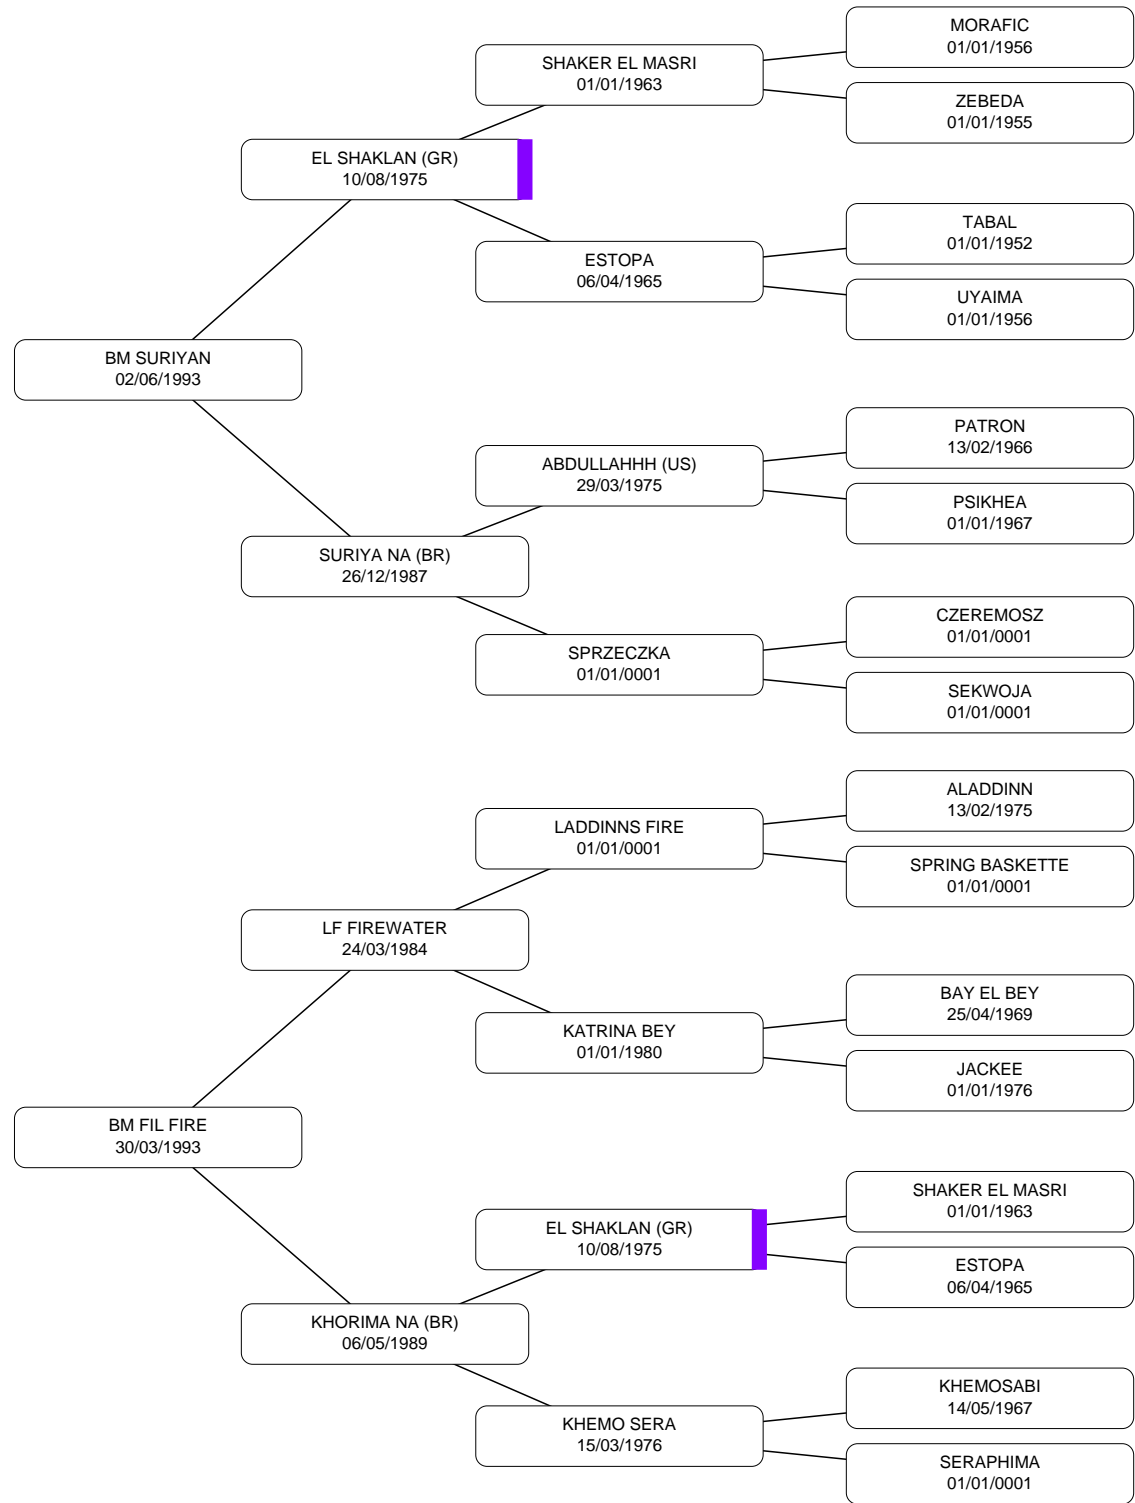 MORAFIC
01/01/1956
SHAKER EL MASRI
01/01/1963
ZEBEDA
01/01/1955
EL SHAKLAN (GR)
10/08/1975
TABAL
01/01/1952
ESTOPA
06/04/1965
UYAIMA
01/01/1956
BM SURIYAN
02/06/1993
PATRON
13/02/1966
ABDULLAHHH (US)
29/03/1975
PSIKHEA
01/01/1967
SURIYA NA (BR)
26/12/1987
CZEREMOSZ
01/01/0001
SPRZECZKA
01/01/0001
SEKWOJA
01/01/0001
ALADDINN
13/02/1975
LADDINNS FIRE
01/01/0001
SPRING BASKETTE
01/01/0001
LF FIREWATER
24/03/1984
BAY EL BEY
25/04/1969
KATRINA BEY
01/01/1980
JACKEE
01/01/1976
BM FIL FIRE
30/03/1993
SHAKER EL MASRI
01/01/1963
EL SHAKLAN (GR)
10/08/1975
ESTOPA
06/04/1965
KHORIMA NA (BR)
06/05/1989
KHEMOSABI
14/05/1967
KHEMO SERA
15/03/1976
SERAPHIMA
01/01/0001